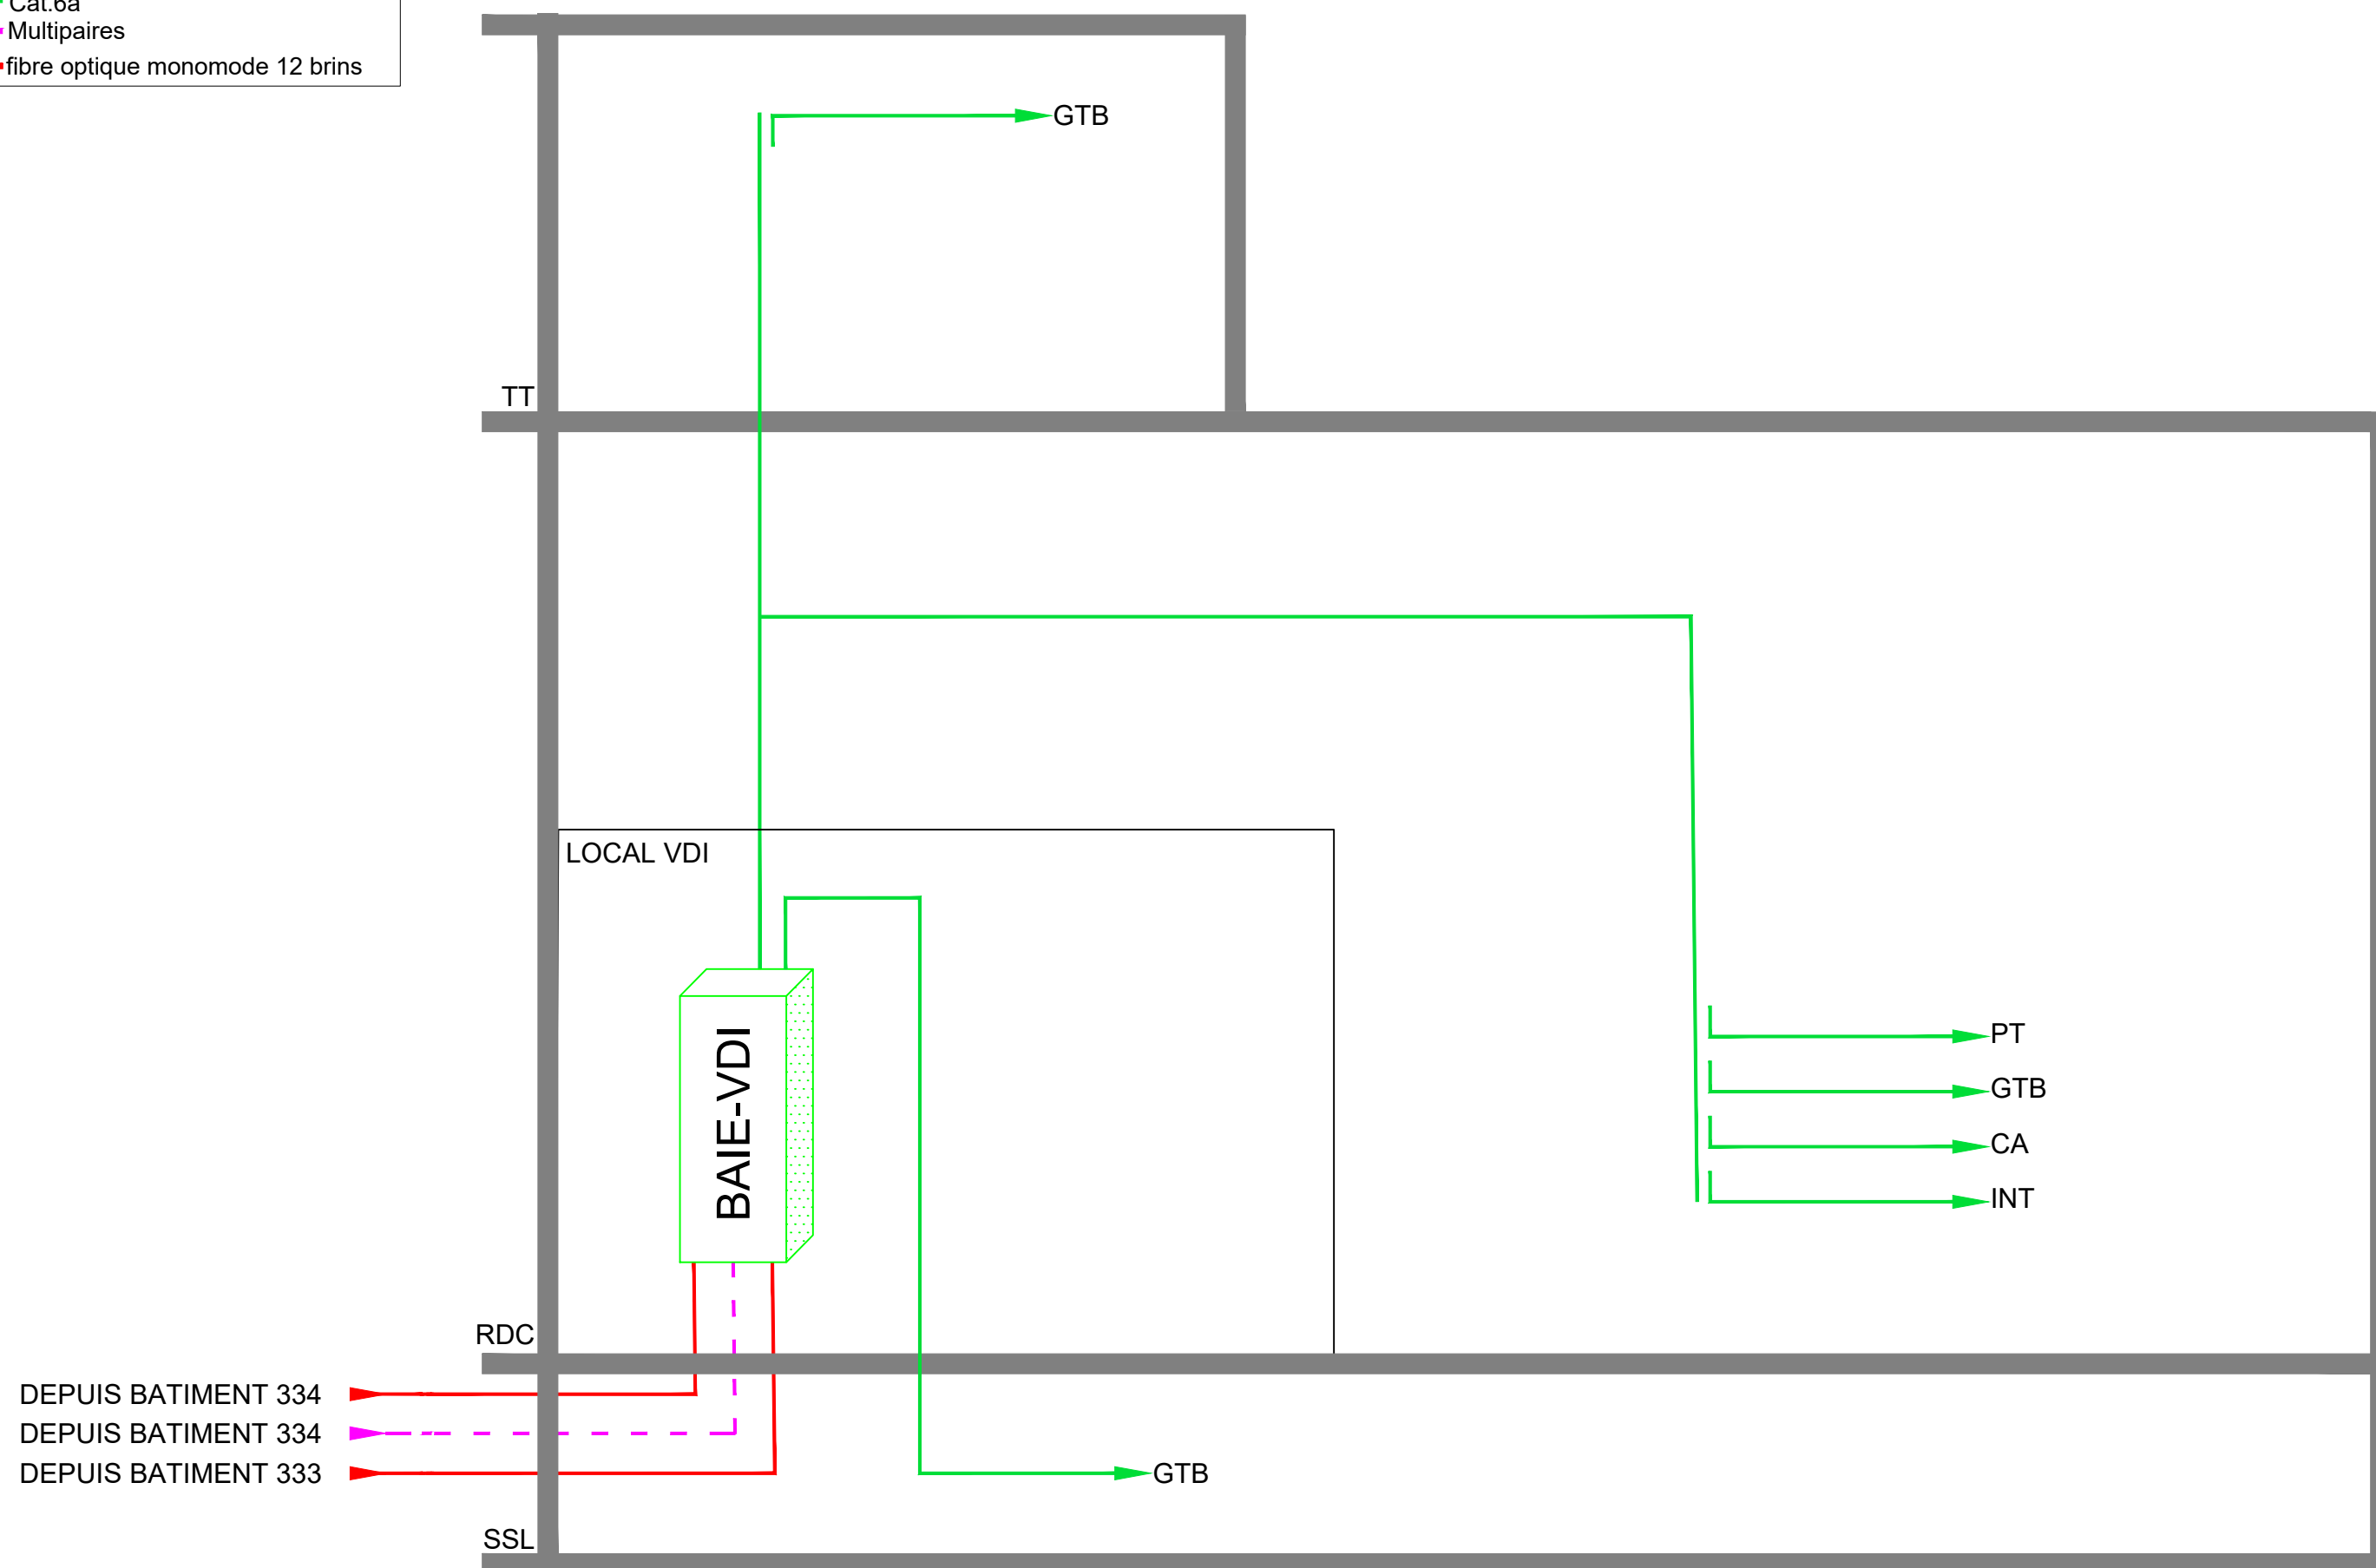 Cat.6a
Multipaires
fibre optique monomode 12 brins
GTB
TT
LOCAL VDI
BAIE-VDI
PT
GTB
CA
INT
RDC
DEPUIS BATIMENT 334
DEPUIS BATIMENT 334
DEPUIS BATIMENT 333
GTB
SSL